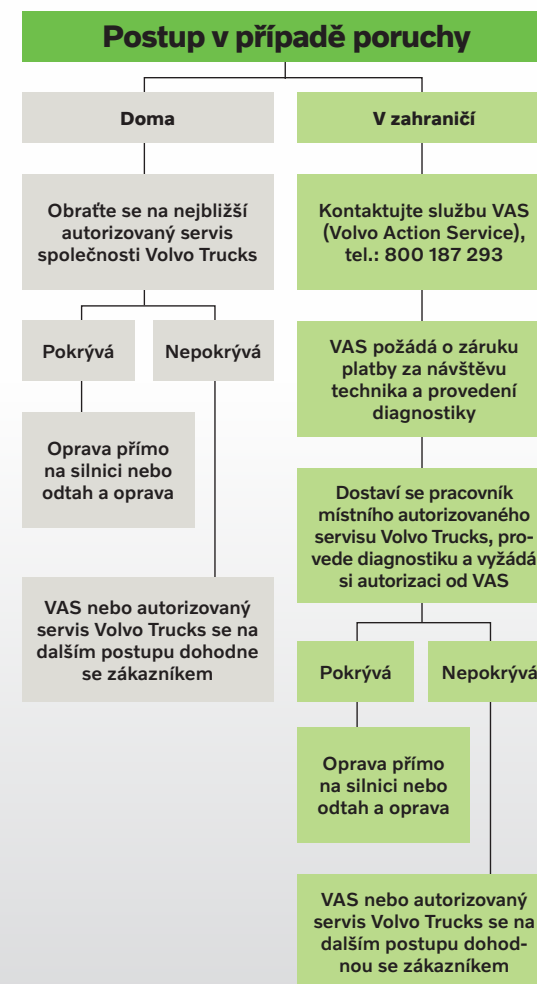 Postup v případě poruchy
Doma
Obraťte se na nejbližší
autorizovaný servis
společnosti Volvo Trucks
Pokrývá
Nepokrývá
Oprava přímo
na silnici nebo
odtah a oprava
VAS nebo autorizovaný
servis Volvo Trucks se na
dalším postupu dohodne
se zákazníkem
V zahraničí
Kontaktujte službu VAS
(Volvo Action Service),
tel.: 800 187 293
VAS požádá o záruku
platby za návštěvu
technika a provedení
diagnostiky
Dostaví se pracovník
místního autorizovaného
servisu Volvo Trucks, pro-
vede diagnostiku a vyžádá
si autorizaci od VAS
Pokrývá
Nepokrývá
Oprava přímo
na silnici nebo
odtah a oprava
VAS nebo autorizovaný
servis Volvo Trucks se na
dalším postupu dohod-
nou se zákazníkem